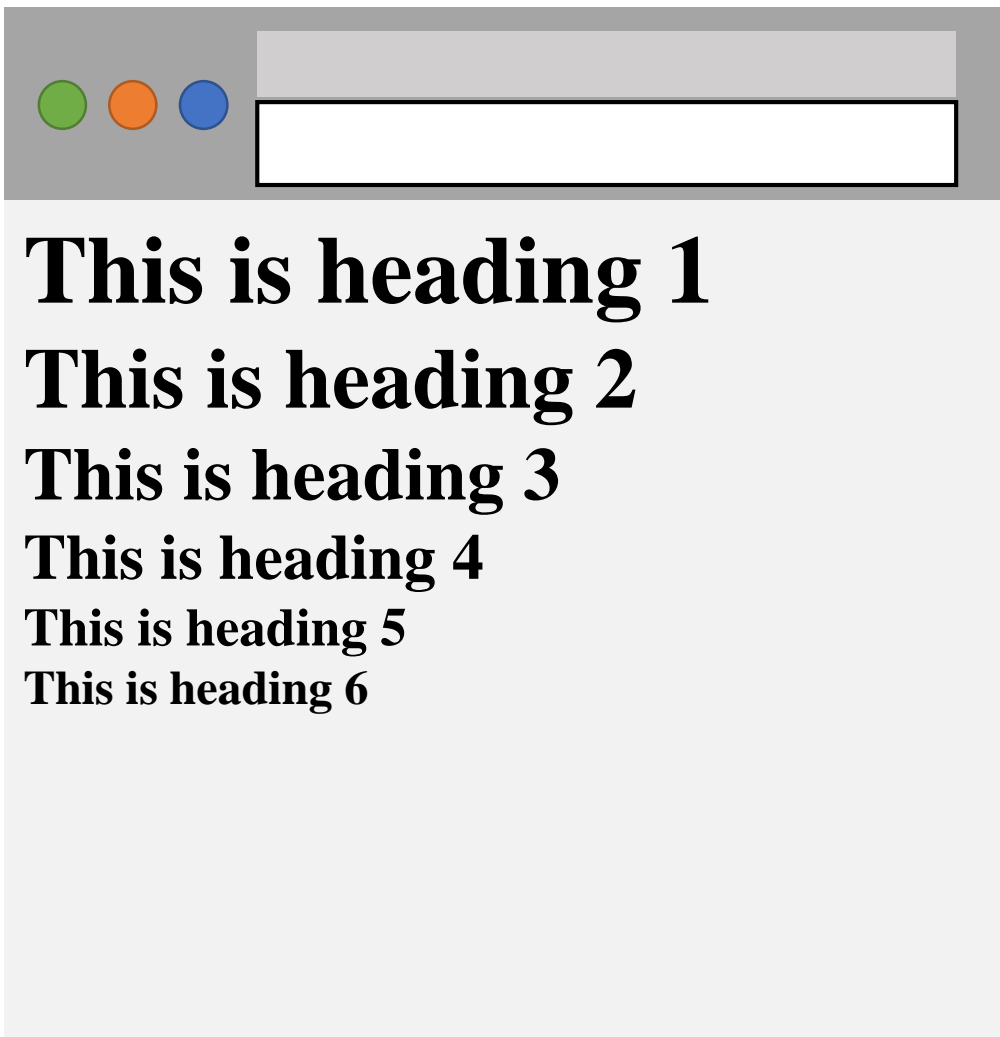 This is heading 1
This is heading 2
This is heading 3
This is heading 4
This is heading 5
This is heading 6